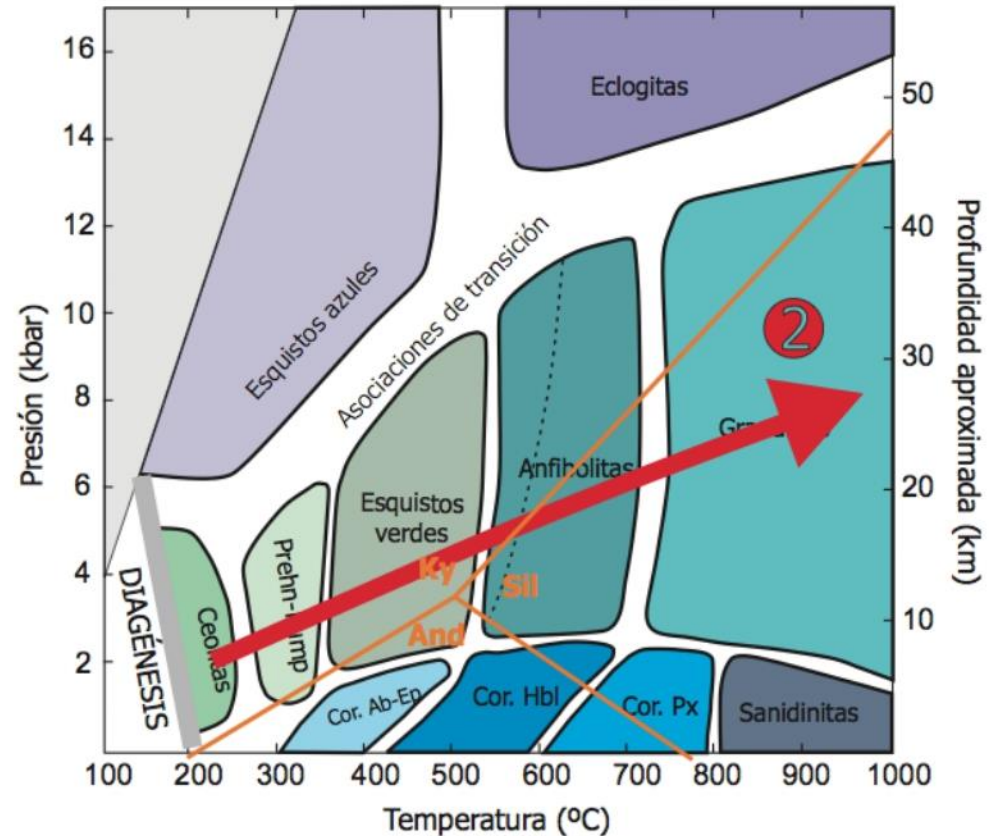 16
14
12
10
8
6
4
2
Presión (kbar)
100
200
300
400
500
600
700
800
900
1000
Temperatura (ºC)
50
40
30
20
10
Profundidad aproximada (km)
Eclogitas
Esquistos azules
Asociaciones de transición
2
Anfibolitas
Esquistos
verdes
Ky
Sil
And
DIAGÉNESIS
Ceolitas
Cor. Ab-Ep
Cor. Hbl
Cor. Px
Sanidinitas